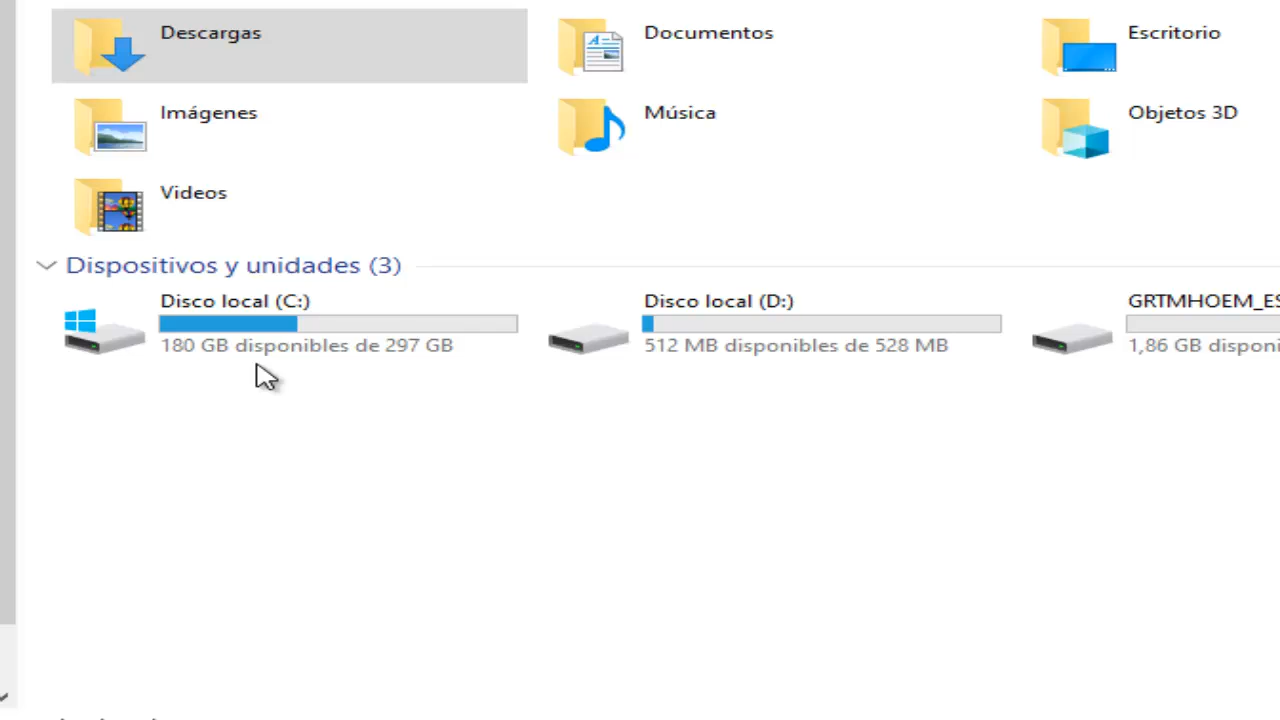 Descargas
Documentos
Escritorio
Imágenes
Música
Objetos 3D
Videos
Dispositivos y unidades (3)
Disco local (C:)
180 GB disponibles de 297 GB
Disco local (D:)
512 MB disponibles de 528 MB
GRTMHOEM_ES
1,86 GB disponi